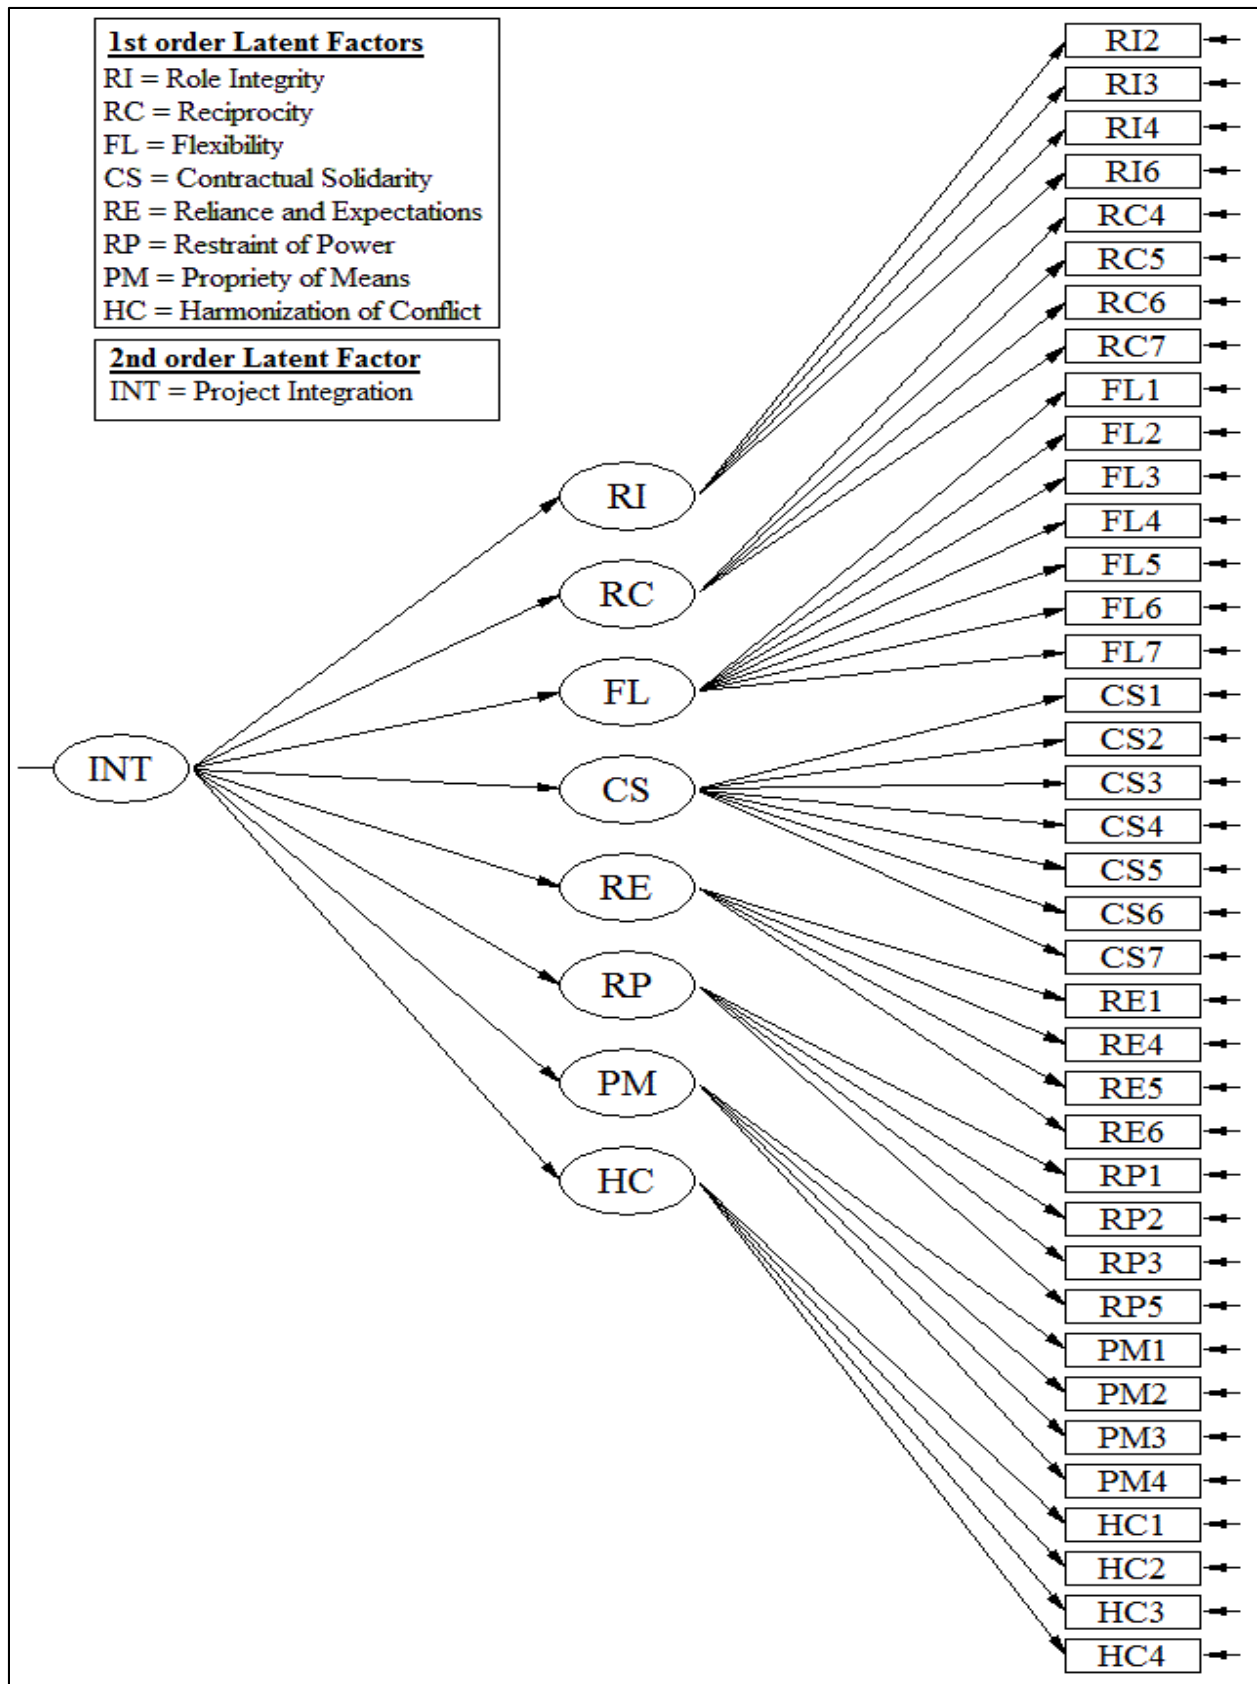 1st order Latent Factors
RI = Role Integrity
RC = Reciprocity
FL = Flexibility
CS = Contractual Solidarity
RE = Reliance and Expectations
RP = Restraint of Power
PM = Propriety of Means
HC = Harmonization of Conflict
2nd order Latent Factor
INT = Project Integration
INT
RI
RC
FL
CS
RE
RP
PM
HC
RI2
RI3
RI4
RI6
RC4
RC5
RC6
RC7
FL1
FL2
FL3
FL4
FL5
FL6
FL7
CS1
CS2
CS3
CS4
CS5
CS6
CS7
RE1
RE4
RE5
RE6
RP1
RP2
RP3
RP5
PM1
PM2
PM3
PM4
HC1
HC2
HC3
HC4